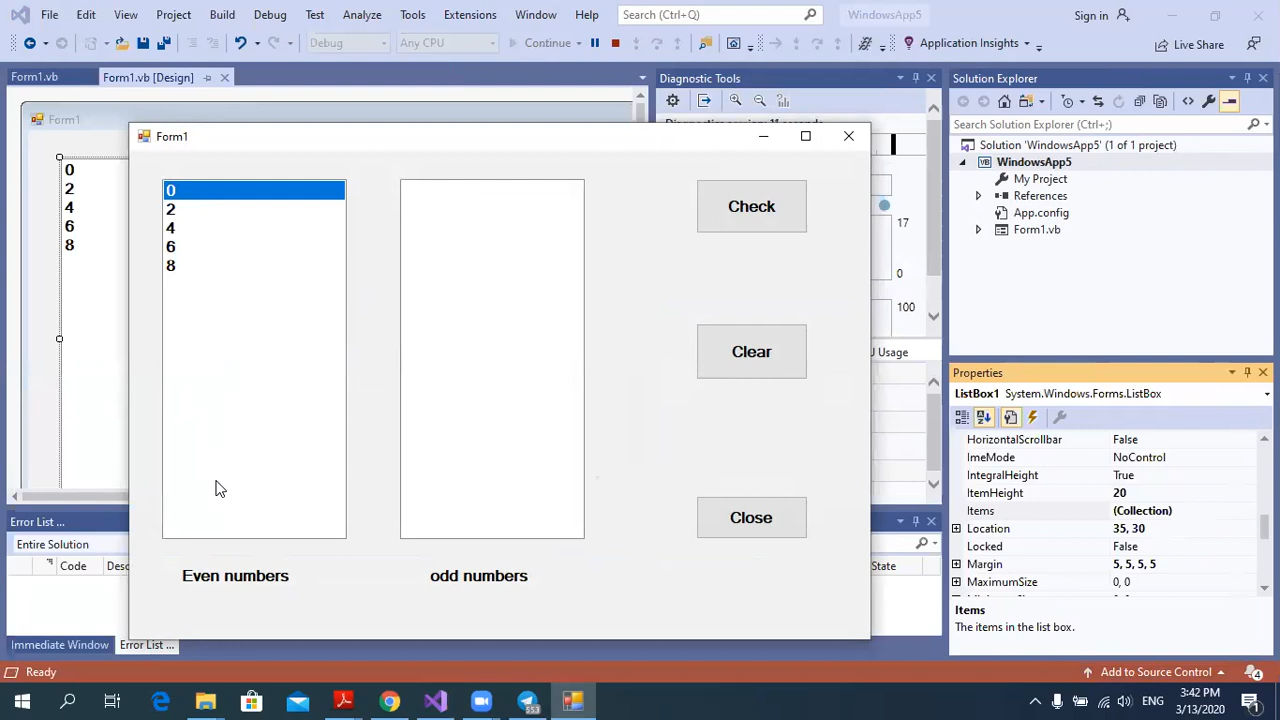 File Edit View Project Build Debug Test Analyze Tools Extensions Window Help Search (Ctrl+Q) WindowsApp5 Sign in
Debug Any CPU Continue Application Insights Live Share
Form1.vb Form1.vb [Design]
Form1
0
2
4
6
8
Form1
0
2
4
6
8
Check
Clear
Close
Even numbers
odd numbers
Diagnostic Tools
17
0
100
U Usage
Error List ...
Entire Solution
Code
State
Immediate Window Error List ...
Solution Explorer
Search Solution Explorer (Ctrl+;)
Solution 'WindowsApp5' (1 of 1 project)
VB WindowsApp5
My Project
References
App.config
Form1.vb
Properties
ListBox1 System.Windows.Forms.ListBox
HorizontalScrollbar False
ImeMode NoControl
IntegralHeight True
ItemHeight 20
Items (Collection)
Location 35, 30
Locked False
Margin 5, 5, 5, 5
MaximumSize 0, 0
Items
The items in the list box.
Ready
Add to Source Control 4
553
ENG
3:42 PM
3/13/2020
1